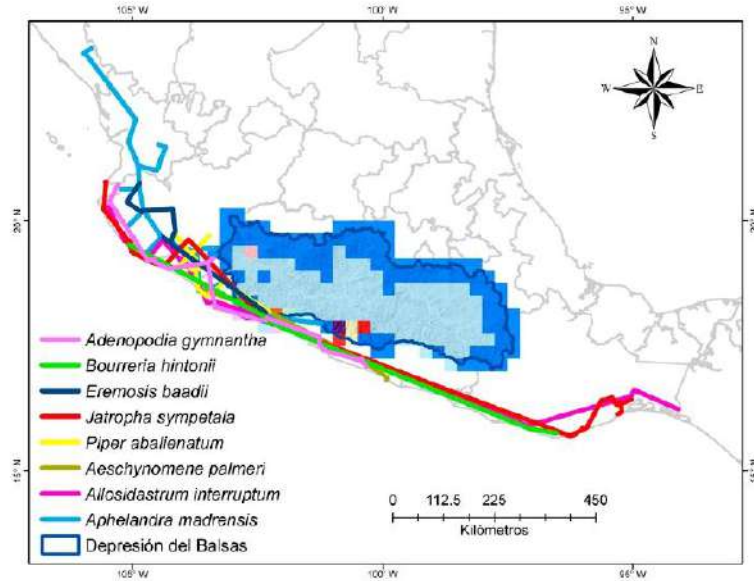 105° W 100° W 95° W
N
W E
S
20° N 20° N
Adenopodia gymnantha
Bourreria hintonii
Eremosis baadii
Jatropha sympetala
Piper abalienatum
Aeschynomene palmeri
Allosidastrum interruptum
Aphelandra madrensis
Depresión del Balsas
0 112.5 225 450
Kilómetros
15° N 15° N
105° W 100° W 95° W